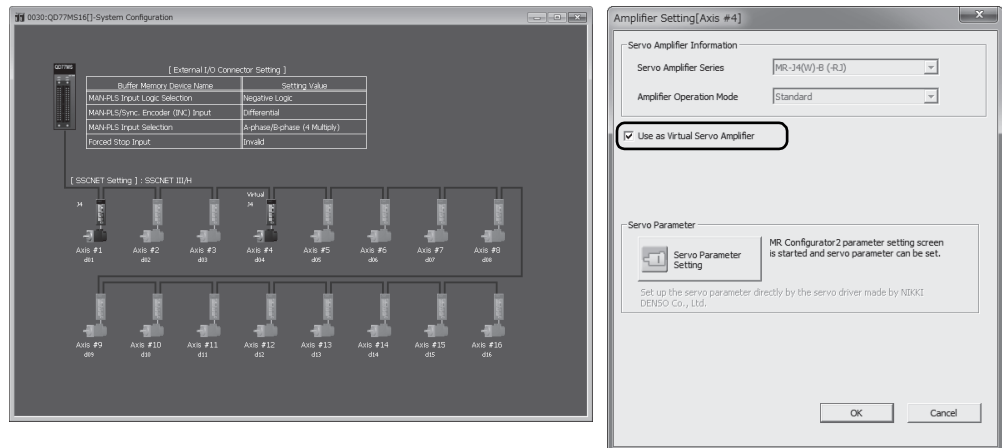 0030:QD77MS16[]-System Configuration
QD77MS
[ External I/O Connector Setting ]
Buffer Memory Device Name Setting Value
MAN-PLS Input Logic Selection Negative Logic
MAN-PLS/Sync. Encoder (INC) Input Differential
MAN-PLS Input Selection A-phase/B-phase (4 Multiply)
Forced Stop Input Invalid
[ SSCNET Setting ] : SSCNET III/H
Virtual
J4 J4
Axis #1 Axis #2 Axis #3 Axis #4 Axis #5 Axis #6 Axis #7 Axis #8
d01 d02 d03 d04 d05 d06 d07 d08
Axis #9 Axis #10 Axis #11 Axis #12 Axis #13 Axis #14 Axis #15 Axis #16
d09 d10 d11 d12 d13 d14 d15 d16
Amplifier Setting[Axis #4]
Servo Amplifier Information
Servo Amplifier Series MR-J4(W)-B (-RJ)
Amplifier Operation Mode Standard
Use as Virtual Servo Amplifier
Servo Parameter
Servo Parameter
Setting
MR Configurator2 parameter setting screen
is started and servo parameter can be set.
Set up the servo parameter directly by the servo driver made by NIKKI
DENSO Co., Ltd.
OK Cancel